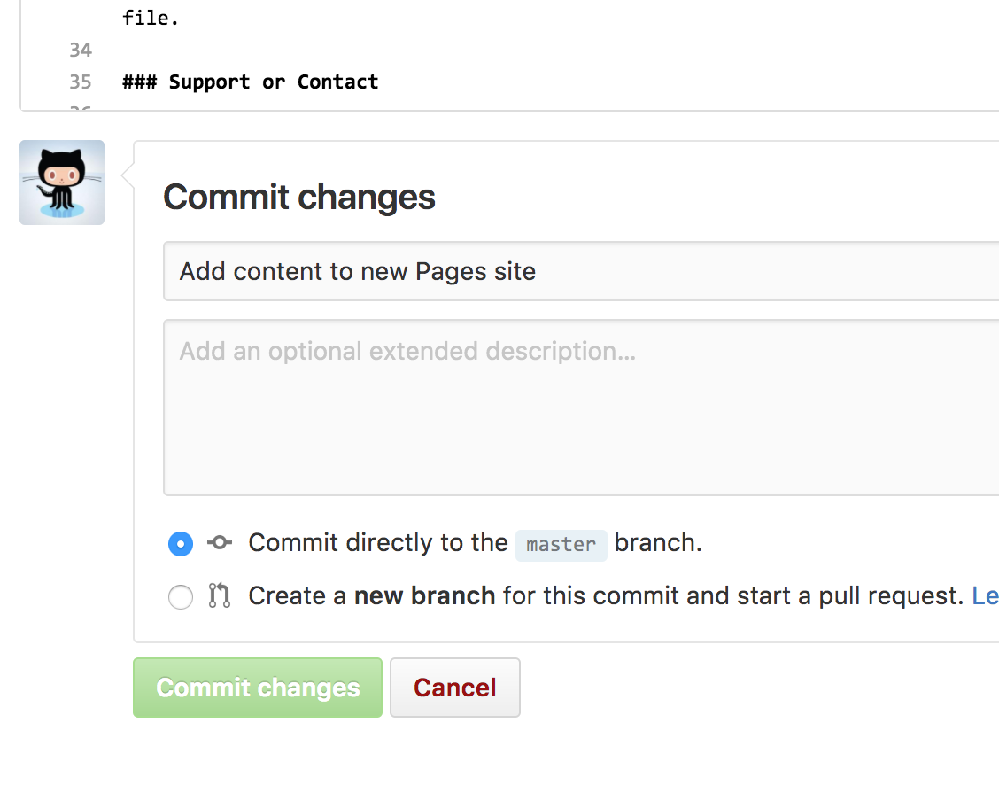 file.
34
35 ### Support or Contact
Commit changes
Add content to new Pages site
Add an optional extended description...
Commit directly to the master branch.
Create a new branch for this commit and start a pull request. Le
Commit changes Cancel